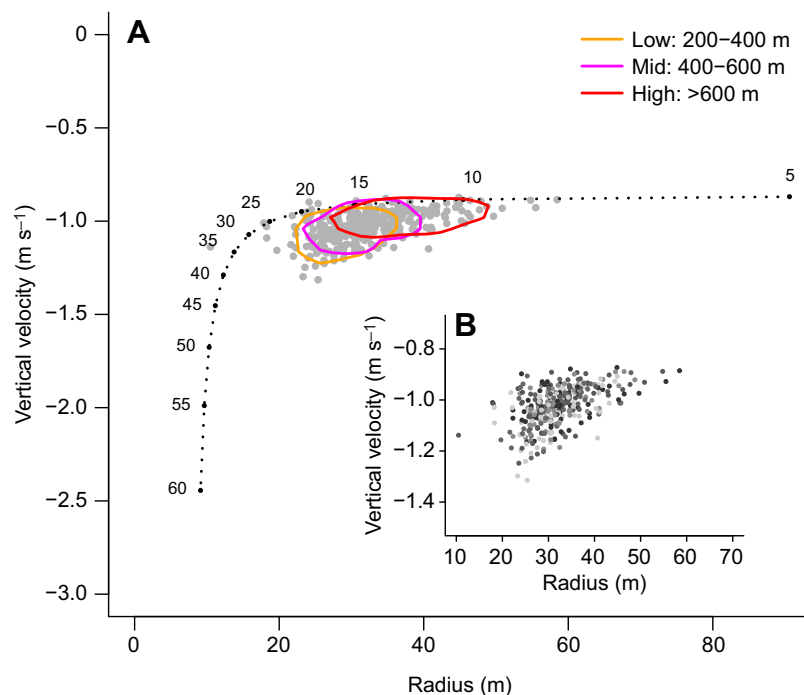 A
Low: 200−400 m
Mid: 400−600 m
High: >600 m
0
−0.5
−1.0
−1.5
−2.0
−2.5
−3.0
Vertical velocity (m s−1)
5
10
15
20
25
30
35
40
45
50
55
60
B
−0.8
−1.0
−1.2
−1.4
Vertical velocity (m s−1)
10 20 30 40 50 60 70
Radius (m)
0 20 40 60 80
Radius (m)